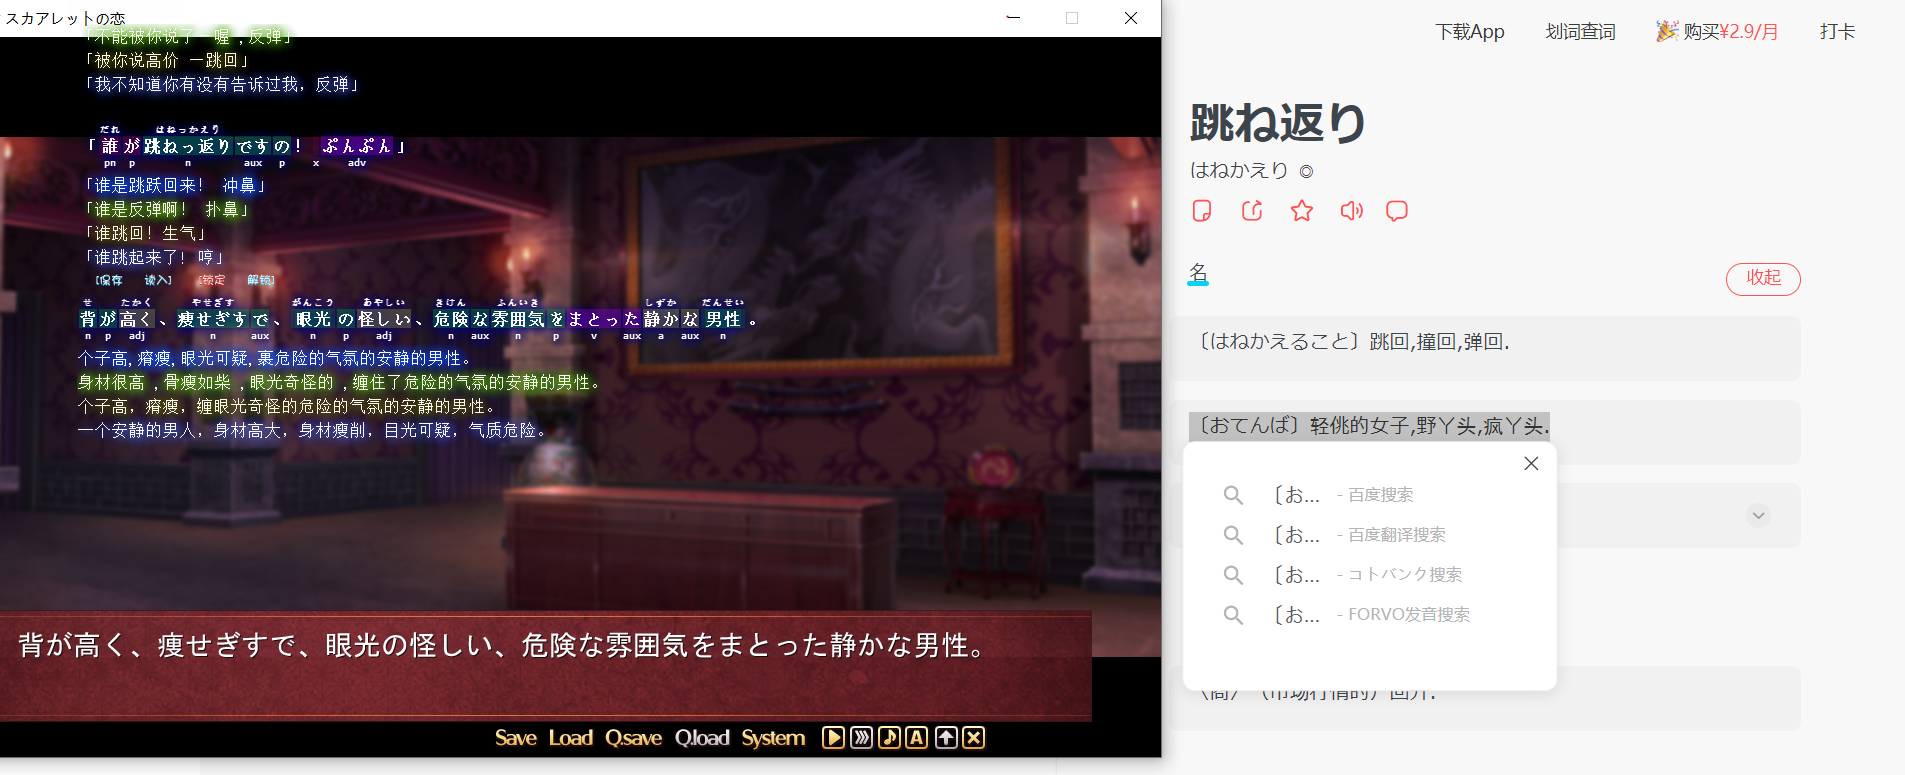 スカアレットの恋
「不能被你说了 一喔 ,反弹」
「被你说高价 一跳回」
「我不知道你有没有告诉过我, 反弹」
だれ はねっかえり
「誰が跳ねっ返りですの! ぷんぷん」
pn p n aux p x adv
「谁是跳跃回来! 冲鼻」
「谁是反弹啊! 扑鼻」
「谁跳回! 生气」
「谁跳起来了! 哼」
[保存 读入] [锁定 解锁]
せ たかく やせぎす がんこう あやしい きけん ふんいき しずか だんせい
背が高く、痩せぎすで、眼光の怪しい、危険な雰囲気をまとった静かな男性。
n p adj n aux n p adj n aux n p v aux a aux n
个子高,瘠瘦,眼光可疑,裹危险的气氛的安静的男性。
身材很高 ,骨瘦如柴 ,眼光奇怪的 ,缠住了危险的气氛的安静的男性。
个子高, 瘠瘦, 缠眼光奇怪的危险的气氛的安静的男性。
一个安静的男人, 身材高大, 身材瘦削, 目光可疑, 气质危险。
背が高く、痩せぎすで、眼光の怪しい、危険な雰囲気をまとった静かな男性。
Save Load Q.save Q.load System
A
下载App 划词查词 购买¥2.9/月 打卡
跳ね返り
はねかえり ◎
名
收起
〔はねかえること〕跳回,撞回,弹回.
〔おてんば〕轻佻的女子,野丫头,疯丫头.
〔お... - 百度搜索
〔お... - 百度翻译搜索
〔お... - コトバンク搜索
〔お... - FORVO发音搜索